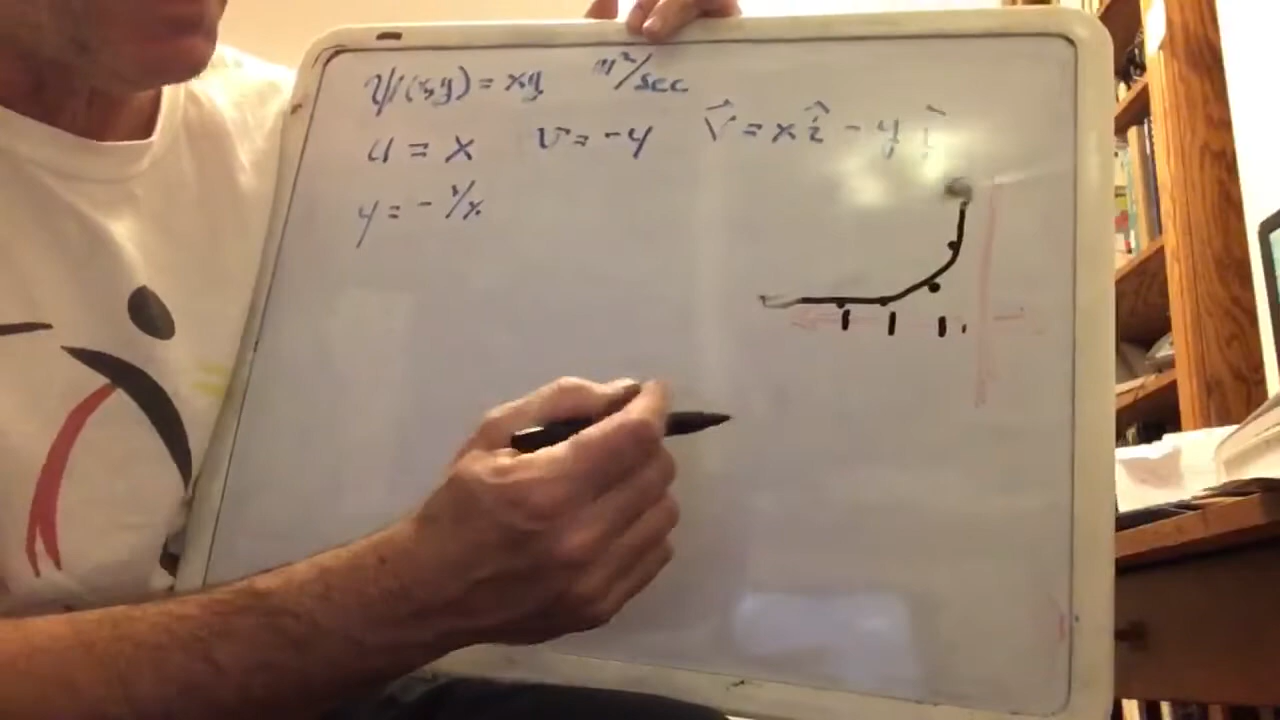 ψ(x,y) = xy m²/sec
u = x v = -y V⃗ = x î - y ĵ
y = -1/x